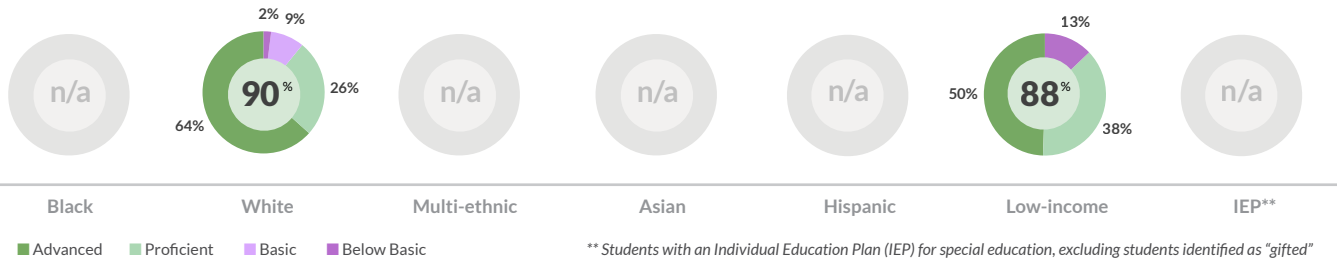 2% 9%
n/a 90% n/a n/a n/a 13% 88% n/a
64% 26% 50% 38%
Black White Multi-ethnic Asian Hispanic Low-income IEP**
Advanced Proficient Basic Below Basic ** Students with an Individual Education Plan (IEP) for special education, excluding students identified as “gifted”